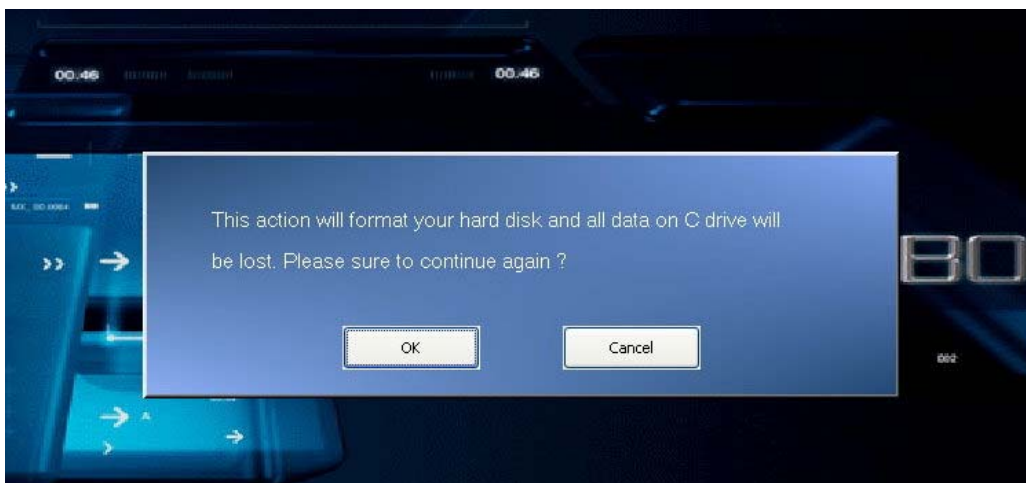 00.46
00.46
This action will format your hard disk and all data on C drive will
be lost. Please sure to continue again ?
OK
Cancel
BO
A